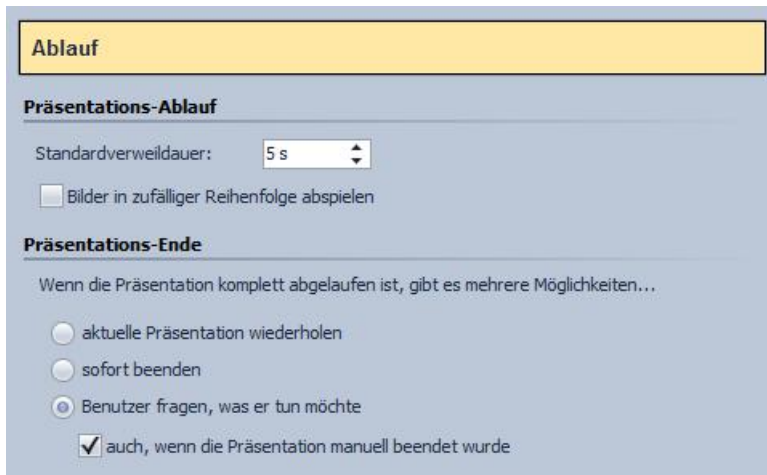 Ablauf
Präsentations-Ablauf
Standardverweildauer: 5 s
Bilder in zufälliger Reihenfolge abspielen
Präsentations-Ende
Wenn die Präsentation komplett abgelaufen ist, gibt es mehrere Möglichkeiten...
aktuelle Präsentation wiederholen
sofort beenden
Benutzer fragen, was er tun möchte
auch, wenn die Präsentation manuell beendet wurde